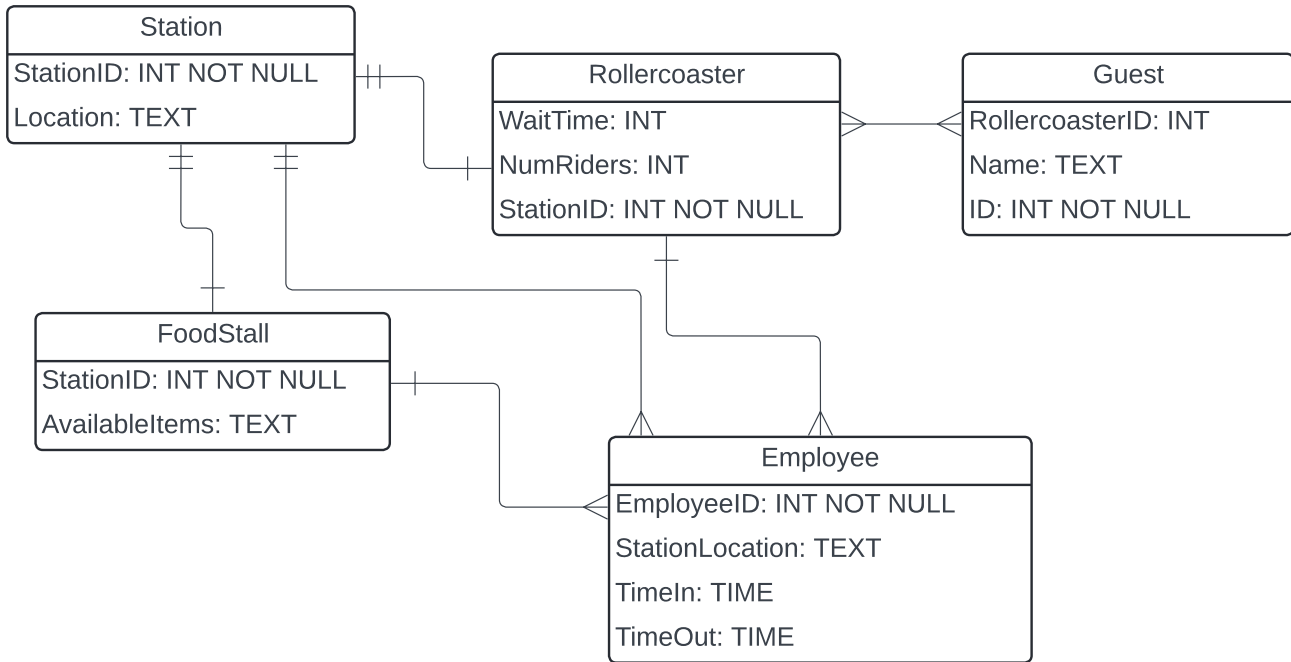 Station
StationID: INT NOT NULL
Location: TEXT
Rollercoaster
WaitTime: INT
NumRiders: INT
StationID: INT NOT NULL
Guest
RollercoasterID: INT
Name: TEXT
ID: INT NOT NULL
FoodStall
StationID: INT NOT NULL
AvailableItems: TEXT
Employee
EmployeeID: INT NOT NULL
StationLocation: TEXT
TimeIn: TIME
TimeOut: TIME